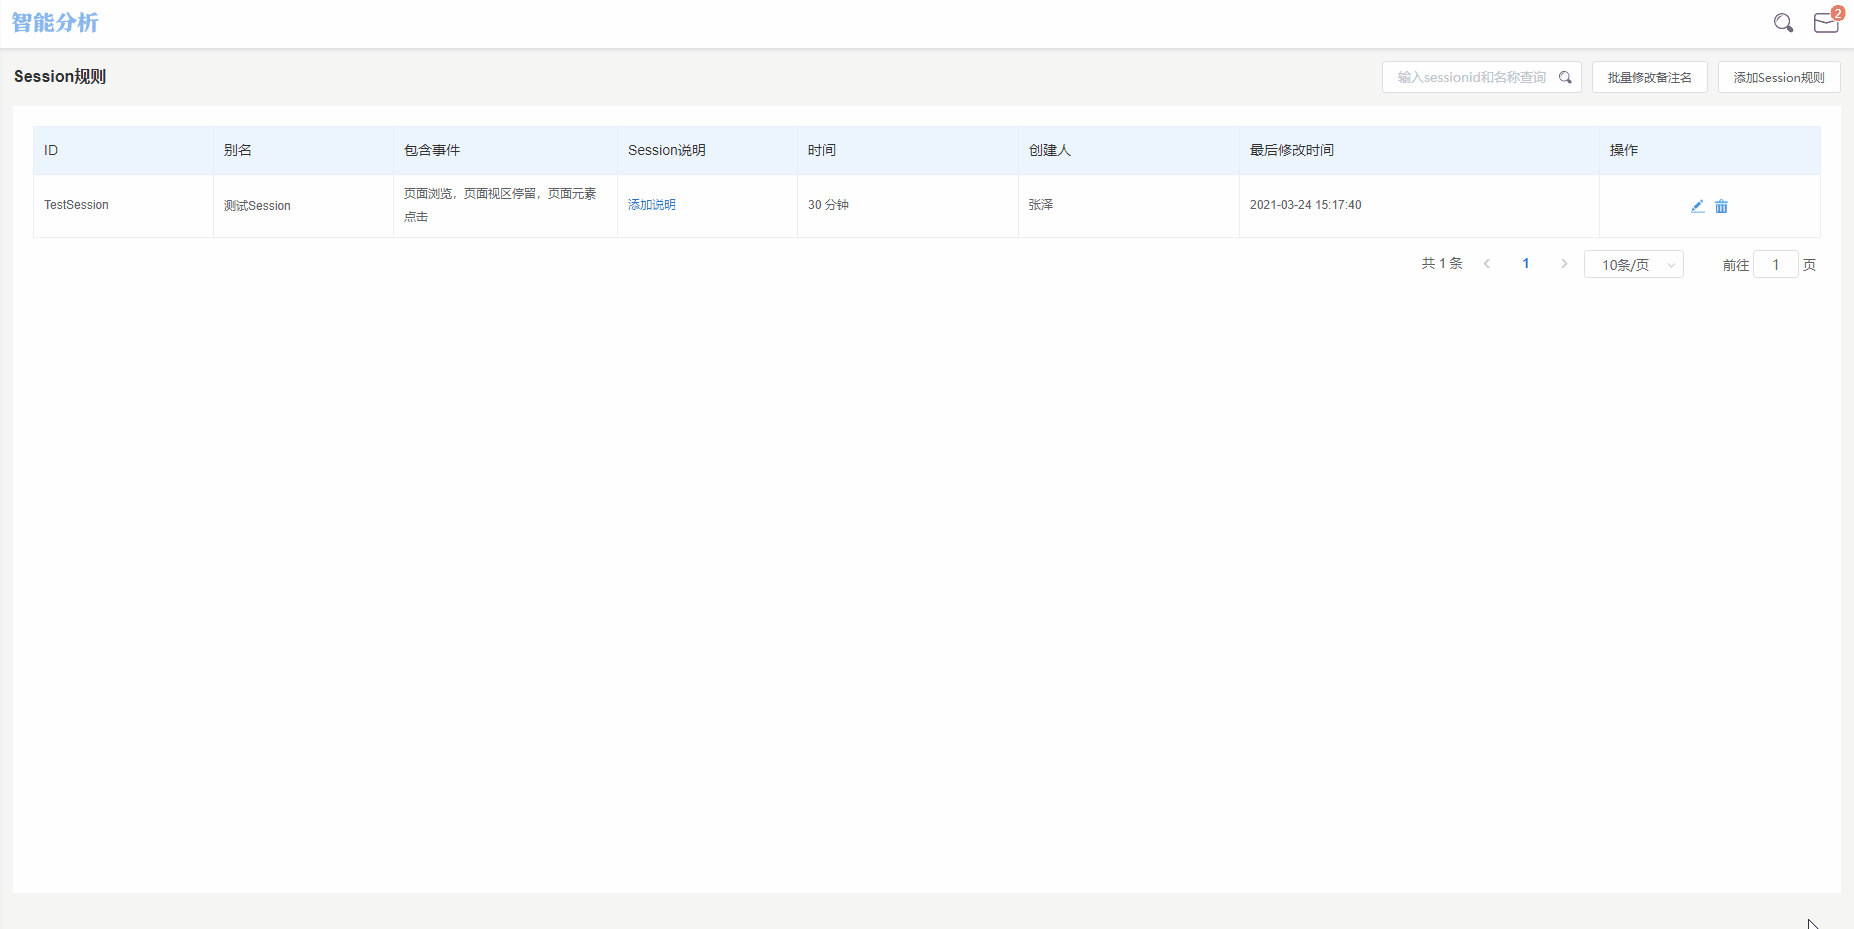 智能分析
2
Session规则
输入sessionid和名称查询
批量修改备注名
添加Session规则
ID 别名 包含事件 Session说明 时间 创建人 最后修改时间 操作
TestSession 测试Session 页面浏览，页面视区停留，页面元素 添加说明 30 分钟 张泽 2021-03-24 15:17:40
点击
共 1 条 1 10条/页 前往 1 页